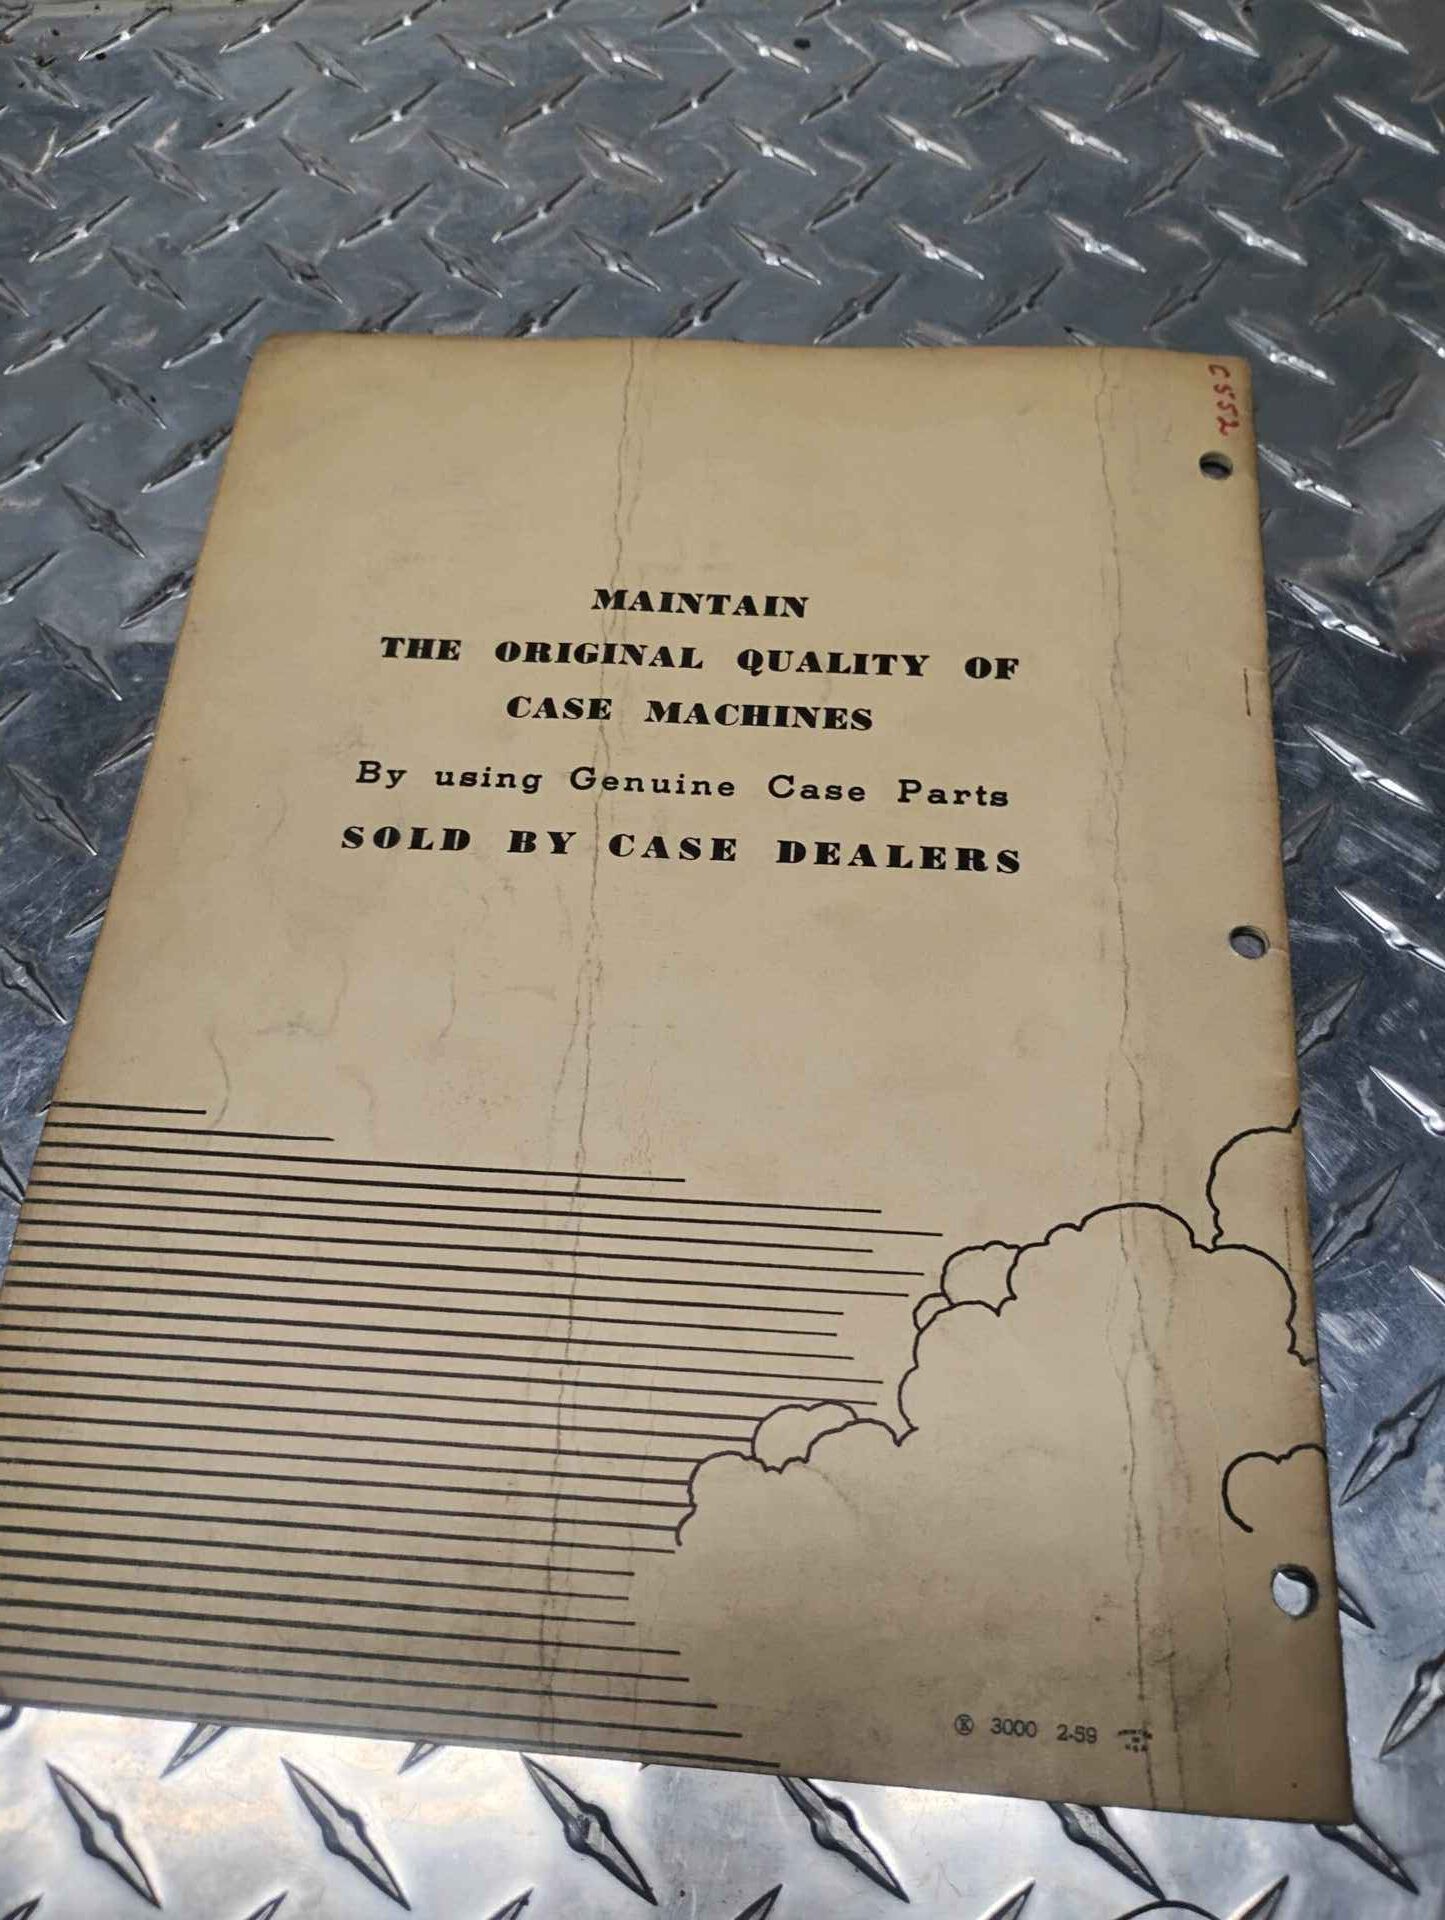 C552
MAINTAIN
THE ORIGINAL QUALITY OF
CASE MACHINES
By using Genuine Case Parts
SOLD BY CASE DEALERS
Ⓚ 3000 2-59